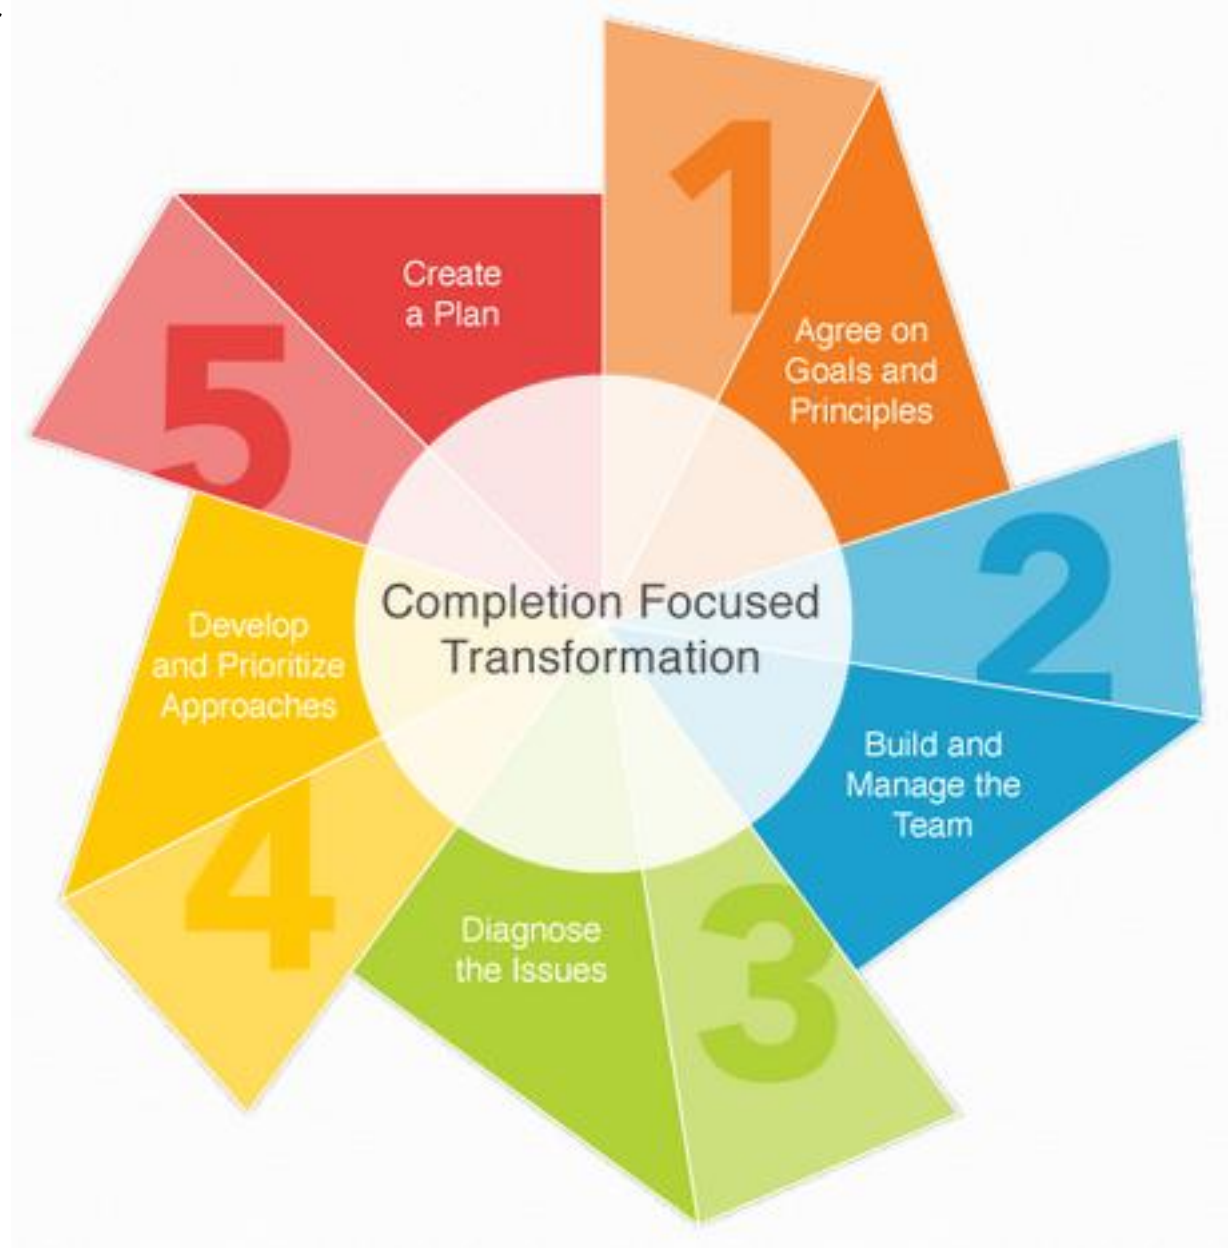 1
Agree on
Goals and
Principles
2
Build and
Manage the
Team
3
Diagnose
the Issues
4
Develop
and Prioritize
Approaches
5
Create
a Plan
Completion Focused
Transformation